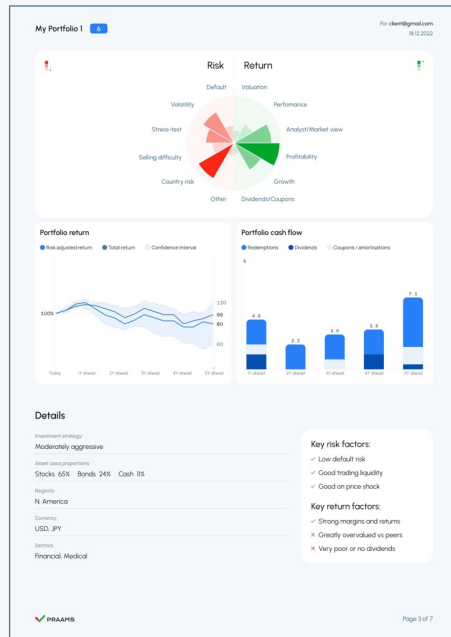 My Portfolio 1 6
For client@gmail.com
18.12.2022
Risk Return
Default Valuation
Volatility Perfomance
Stress-test Analyst/Market view
Selling difficulty Profitability
Country risk Growth
Other Dividends/Coupons
Portfolio return
Risk adjusted return Total return Confidence interval
100%
120
96
80
60
Today 1Y ahead 2Y ahead 3Y ahead 4Y ahead 5Y ahead
Portfolio cash flow
Redemptions Dividends Coupons / amortisations
%
4.0 2.2 3.0 3.5 7.1
1Y ahead 2Y ahead 3Y ahead 4Y ahead 5Y ahead
Details
Investment strategy:
Moderately aggressive
Asset class proportions:
Stocks 65% Bonds 24% Cash 11%
Regions:
N. America
Currency:
USD, JPY
Sectors:
Financial, Medical
Key risk factors:
Low default risk
Good trading liquidity
Good on price shock
Key return factors:
Strong margins and returns
Greatly overvalued vs peers
Very poor or no dividends
PRAAMS
Page 3 of 7